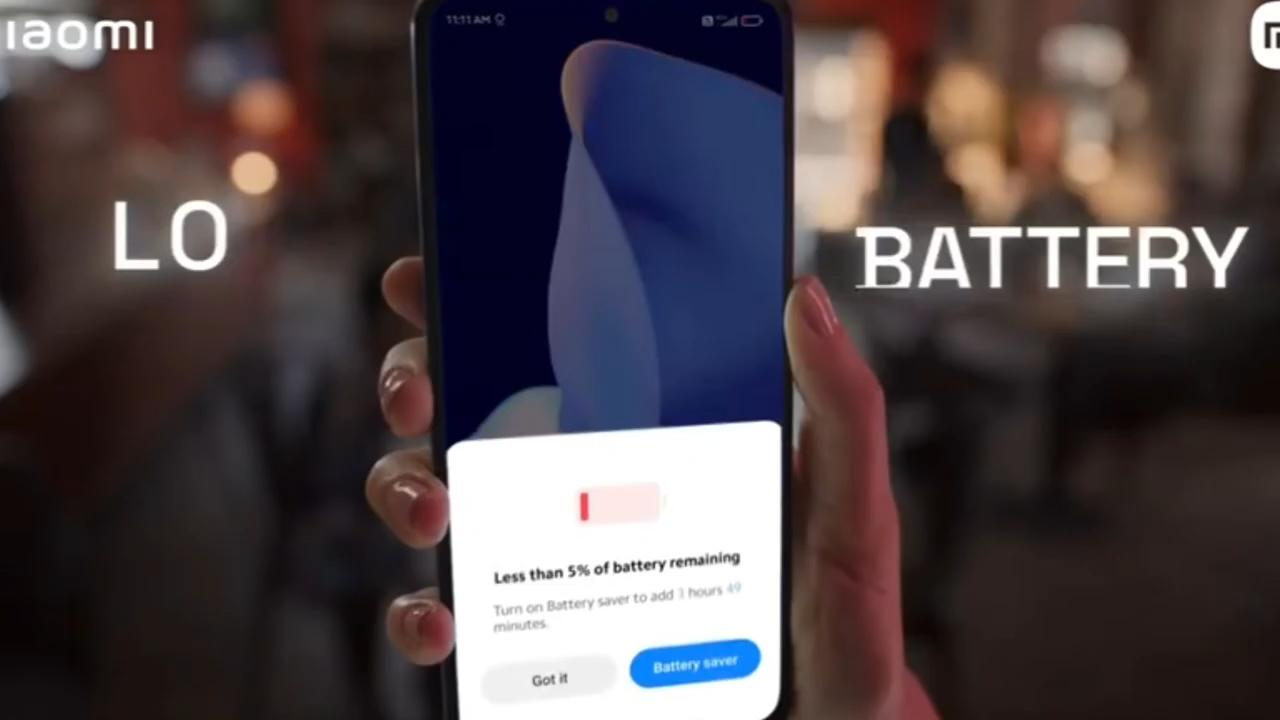 iaomi
11:11 AM
LO
BATTERY
Less than 5% of battery remaining
Turn on Battery saver to add 3 hours 49
minutes.
Got it
Battery saver